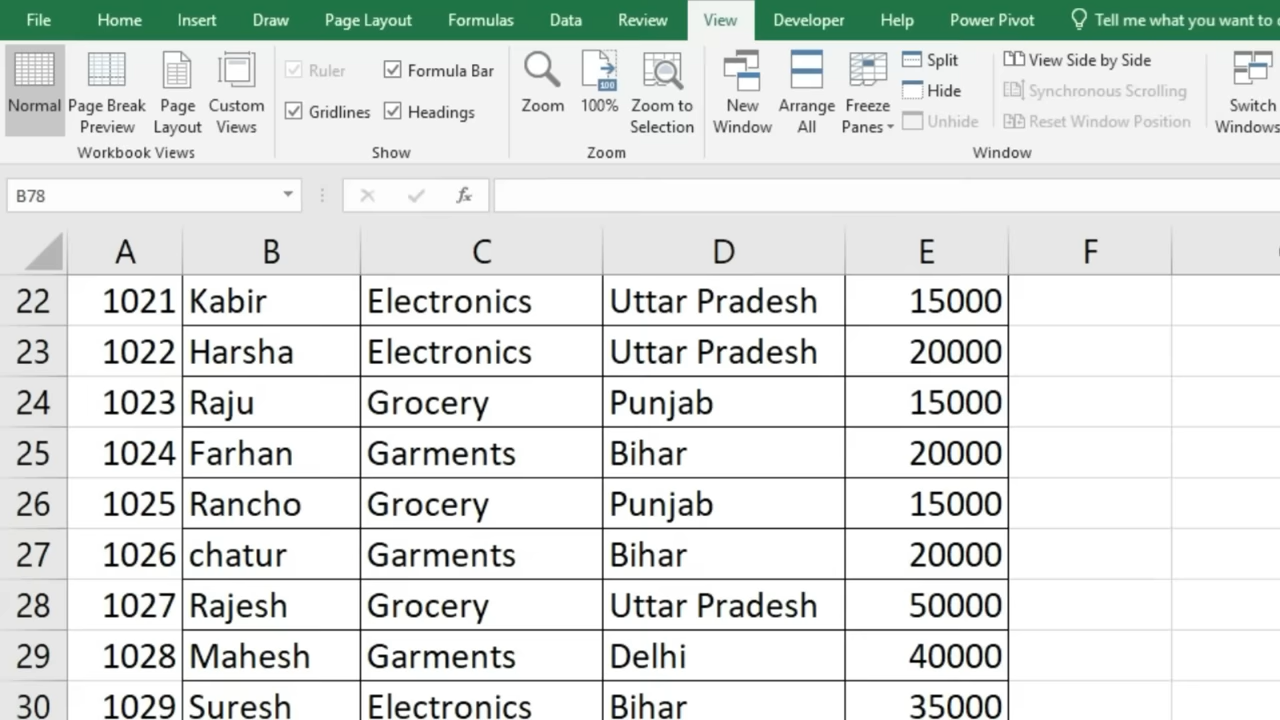 File Home Insert Draw Page Layout Formulas Data Review View Developer Help Power Pivot Tell me what you want to
Ruler Formula Bar Split View Side by Side
Gridlines Headings Hide Synchronous Scrolling
Normal Page Break Preview Page Layout Custom Views Zoom 100% Zoom to Selection New Window Arrange All Freeze Panes Unhide Reset Window Position Switch Windows
Workbook Views Show Zoom Window
B78 fx
A B C D E F
22 1021 Kabir Electronics Uttar Pradesh 15000
23 1022 Harsha Electronics Uttar Pradesh 20000
24 1023 Raju Grocery Punjab 15000
25 1024 Farhan Garments Bihar 20000
26 1025 Rancho Grocery Punjab 15000
27 1026 chatur Garments Bihar 20000
28 1027 Rajesh Grocery Uttar Pradesh 50000
29 1028 Mahesh Garments Delhi 40000
30 1029 Suresh Electronics Bihar 35000